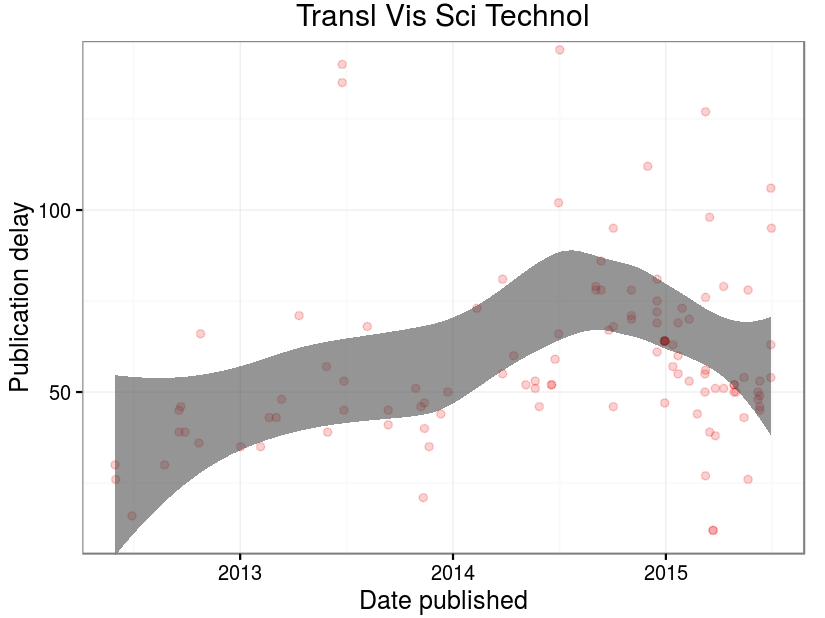 Transl Vis Sci Technol
Publication delay
100
50
2013 2014 2015
Date published